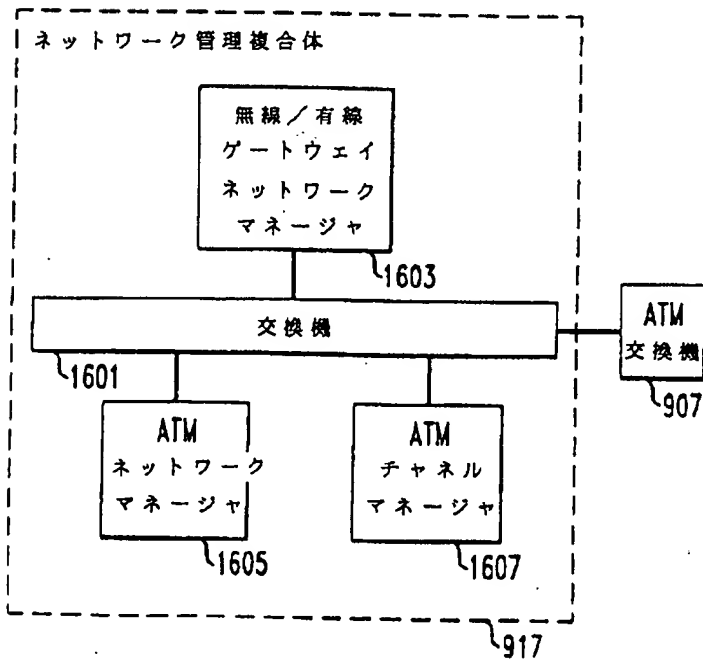 ネットワーク管理複合体
無線/有線
ゲートウェイ
ネットワーク
マネージャ
1603
交換機
1601
ATM
交換機
907
ATM
ネットワーク
マネージャ
1605
ATM
チャネル
マネージャ
1607
917